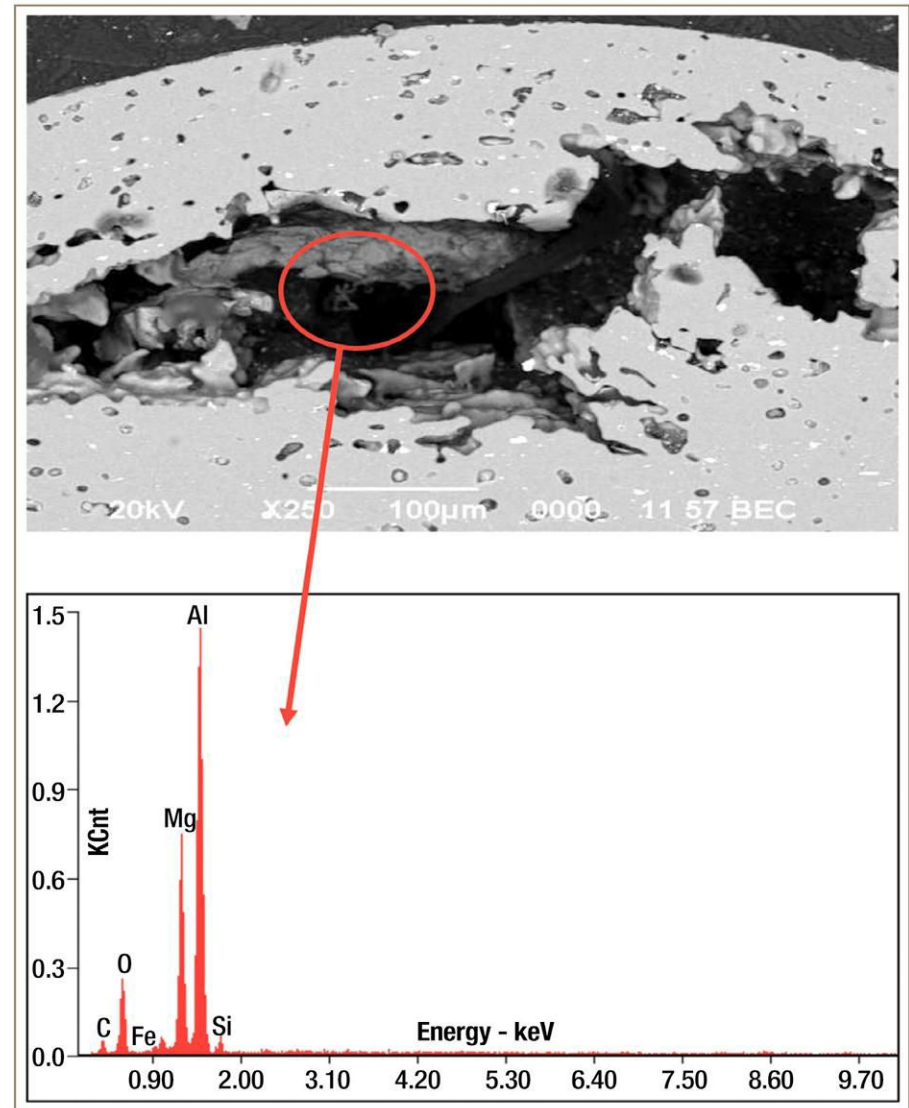 20kV X250 100µm 0000 11 57 BEC
1.5
1.2
0.9
0.6
0.3
0.0
KCnt
C
O
Fe
Mg
Al
Si
Energy - keV
0.90 2.00 3.10 4.20 5.30 6.40 7.50 8.60 9.70